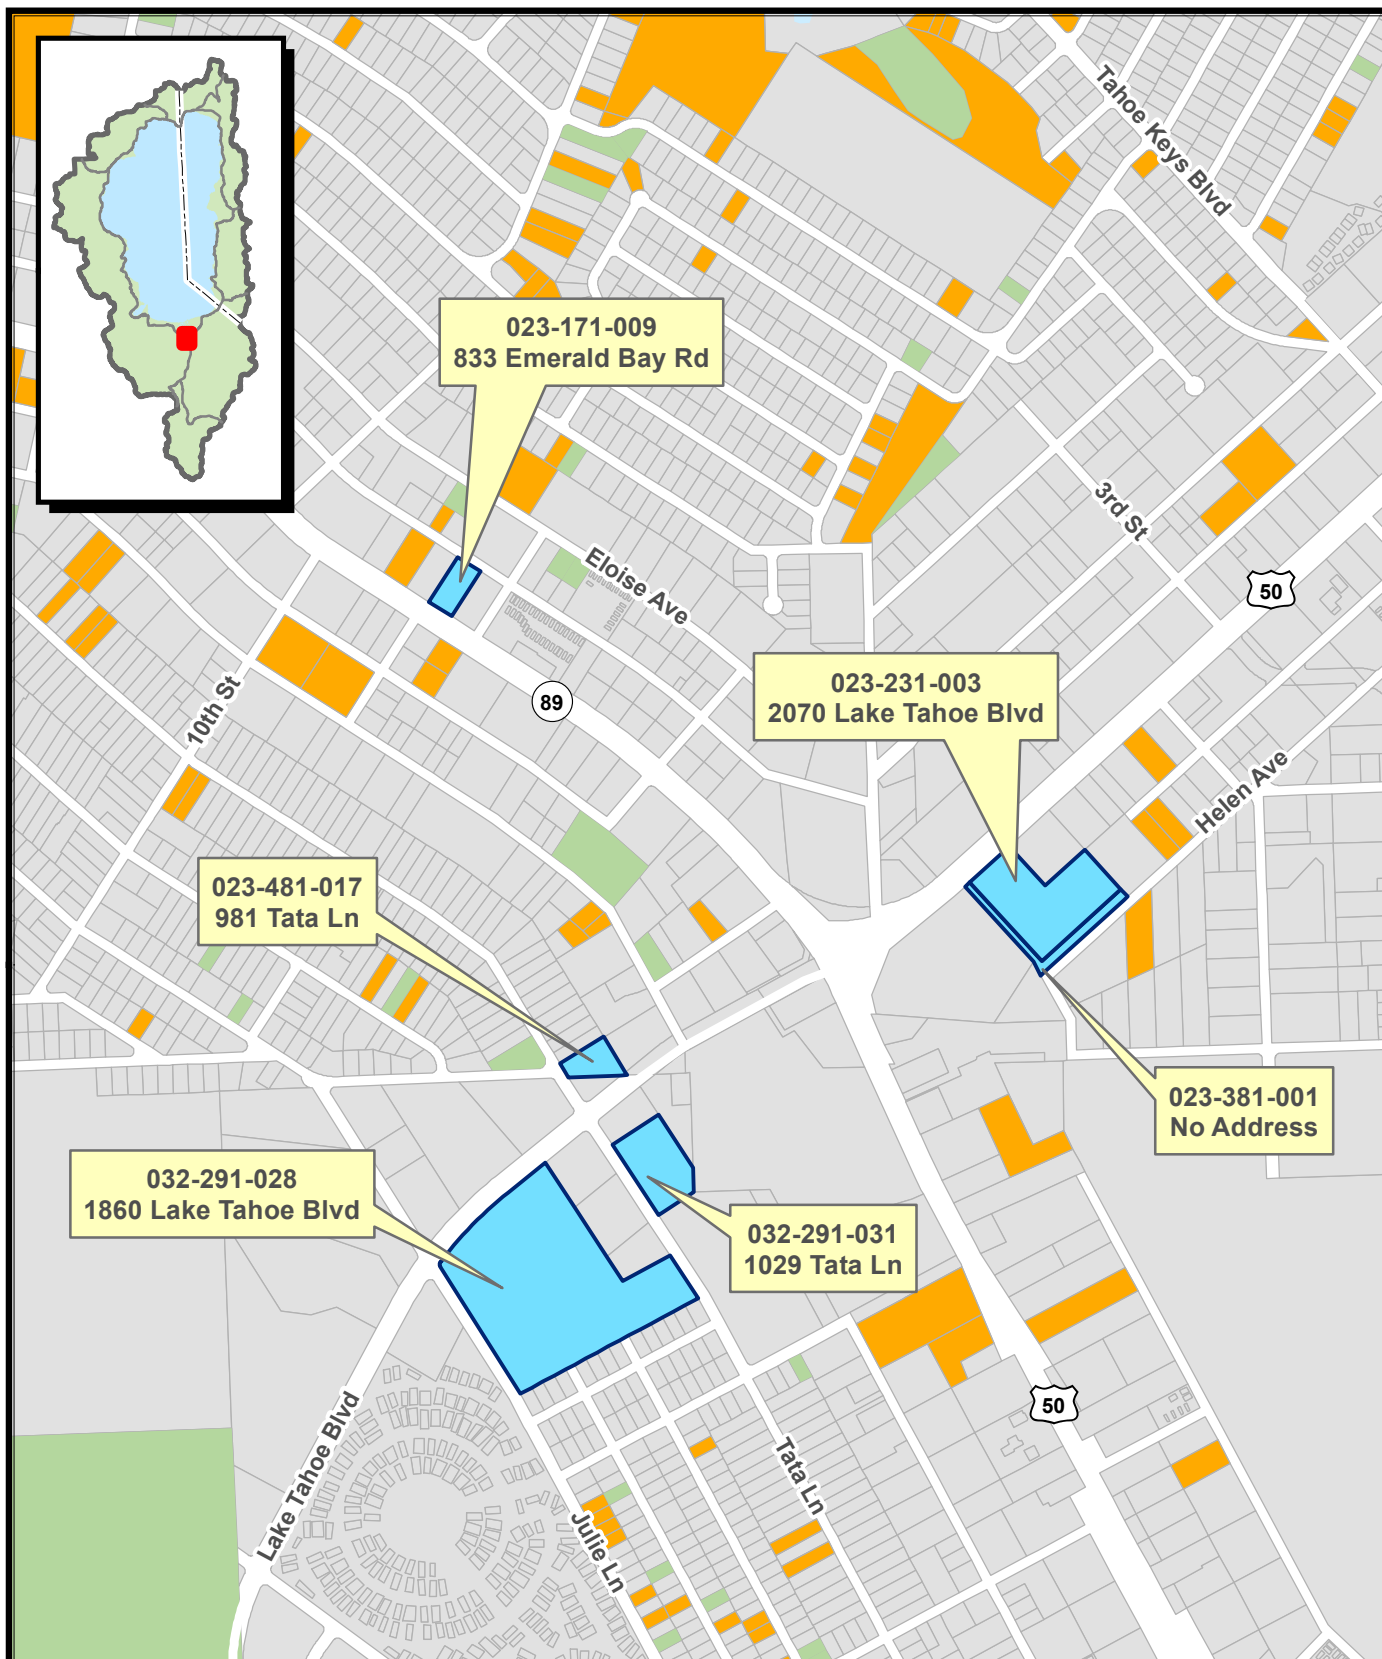 Tahoe Keys Blvd
023-171-009
833 Emerald Bay Rd
3rd St
Eloise Ave
50
023-231-003
2070 Lake Tahoe Blvd
10th St
89
Helen Ave
023-481-017
981 Tata Ln
023-381-001
No Address
032-291-028
1860 Lake Tahoe Blvd
032-291-031
1029 Tata Ln
50
Lake Tahoe Blvd
Tata Ln
Julie Ln